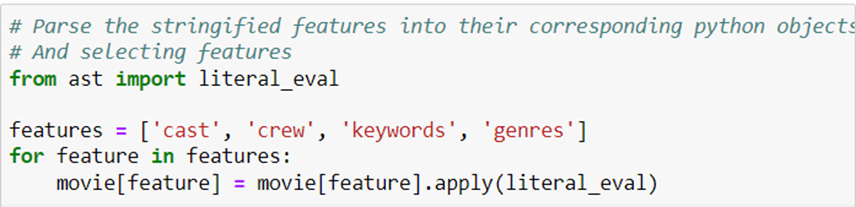 # Parse the stringified features into their corresponding python objects
# And selecting features
from ast import literal_eval
features = ['cast', 'crew', 'keywords', 'genres']
for feature in features:
    movie[feature] = movie[feature].apply(literal_eval)